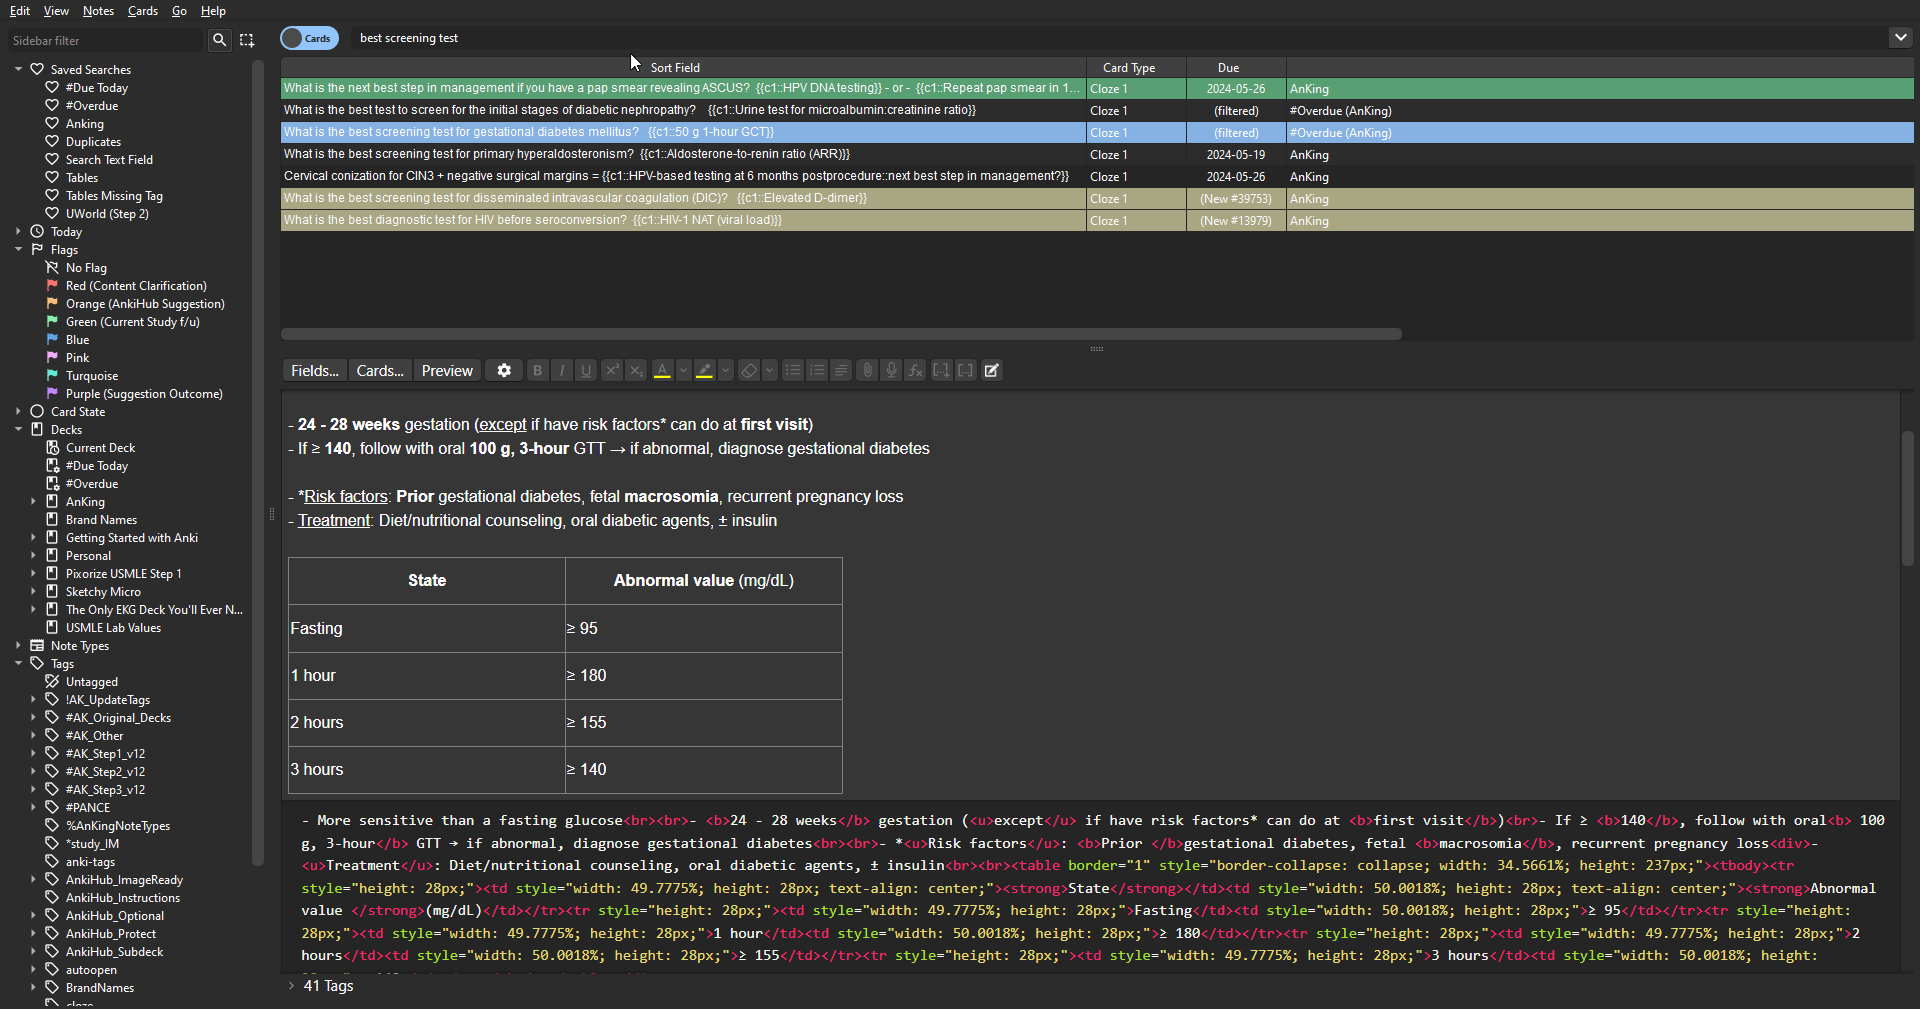 Edit View Notes Cards Go Help
Sidebar filter
Cards
best screening test
Saved Searches
#Due Today
#Overdue
Anking
Duplicates
Search Text Field
Tables
Tables Missing Tag
UWorld (Step 2)
Today
Flags
No Flag
Red (Content Clarification)
Orange (AnkiHub Suggestion)
Green (Current Study f/u)
Blue
Pink
Turquoise
Purple (Suggestion Outcome)
Card State
Decks
Current Deck
#Due Today
#Overdue
AnKing
Brand Names
Getting Started with Anki
Personal
Pixorize USMLE Step 1
Sketchy Micro
The Only EKG Deck You'll Ever N...
USMLE Lab Values
Note Types
Tags
Untagged
!AK_UpdateTags
#AK_Original_Decks
#AK_Other
#AK_Step1_v12
#AK_Step2_v12
#AK_Step3_v12
#PANCE
%AnKingNoteTypes
*study_IM
anki-tags
AnkiHub_ImageReady
AnkiHub_Instructions
AnkiHub_Optional
AnkiHub_Protect
AnkiHub_Subdeck
autoopen
BrandNames
Sort Field Card Type Due
What is the next best step in management if you have a pap smear revealing ASCUS? {{c1::HPV DNA testing}} - or - {{c1::Repeat pap smear in 1... Cloze 1 2024-05-26 AnKing
What is the best test to screen for the initial stages of diabetic nephropathy? {{c1::Urine test for microalbumin:creatinine ratio}} Cloze 1 (filtered) #Overdue (AnKing)
What is the best screening test for gestational diabetes mellitus? {{c1::50 g 1-hour GCT}} Cloze 1 (filtered) #Overdue (AnKing)
What is the best screening test for primary hyperaldosteronism? {{c1::Aldosterone-to-renin ratio (ARR)}} Cloze 1 2024-05-19 AnKing
Cervical conization for CIN3 + negative surgical margins = {{c1::HPV-based testing at 6 months postprocedure::next best step in management?}} Cloze 1 2024-05-26 AnKing
What is the best screening test for disseminated intravascular coagulation (DIC)? {{c1::Elevated D-dimer}} Cloze 1 (New #39753) AnKing
What is the best diagnostic test for HIV before seroconversion? {{c1::HIV-1 NAT (viral load)}} Cloze 1 (New #13979) AnKing
Fields... Cards... Preview B I U X² X₂ A fx [...]+ [...]
- 24 - 28 weeks gestation (except if have risk factors* can do at first visit)
- If ≥ 140, follow with oral 100 g, 3-hour GTT → if abnormal, diagnose gestational diabetes
- *Risk factors: Prior gestational diabetes, fetal macrosomia, recurrent pregnancy loss
- Treatment: Diet/nutritional counseling, oral diabetic agents, ± insulin
State Abnormal value (mg/dL)
Fasting ≥ 95
1 hour ≥ 180
2 hours ≥ 155
3 hours ≥ 140
- More sensitive than a fasting glucose<br><br>- <b>24 - 28 weeks</b> gestation (<u>except</u> if have risk factors* can do at <b>first visit</b>)<br>- If ≥ <b>140</b>, follow with oral<b> 100
g, 3-hour</b> GTT → if abnormal, diagnose gestational diabetes<br><br>- *<u>Risk factors</u>: <b>Prior </b>gestational diabetes, fetal <b>macrosomia</b>, recurrent pregnancy loss<div>-
<u>Treatment</u>: Diet/nutritional counseling, oral diabetic agents, ± insulin<br><br><table border="1" style="border-collapse: collapse; width: 34.5661%; height: 237px;"><tbody><tr
style="height: 28px;"><td style="width: 49.7775%; height: 28px; text-align: center;"><strong>State</strong></td><td style="width: 50.0018%; height: 28px; text-align: center;"><strong>Abnormal
value </strong>(mg/dL)</td></tr><tr style="height: 28px;"><td style="width: 49.7775%; height: 28px;">Fasting</td><td style="width: 50.0018%; height: 28px;">≥ 95</td></tr><tr style="height:
28px;"><td style="width: 49.7775%; height: 28px;">1 hour</td><td style="width: 50.0018%; height: 28px;">≥ 180</td></tr><tr style="height: 28px;"><td style="width: 49.7775%; height: 28px;">2
hours</td><td style="width: 50.0018%; height: 28px;">≥ 155</td></tr><tr style="height: 28px;"><td style="width: 49.7775%; height: 28px;">3 hours</td><td style="width: 50.0018%; height:
41 Tags